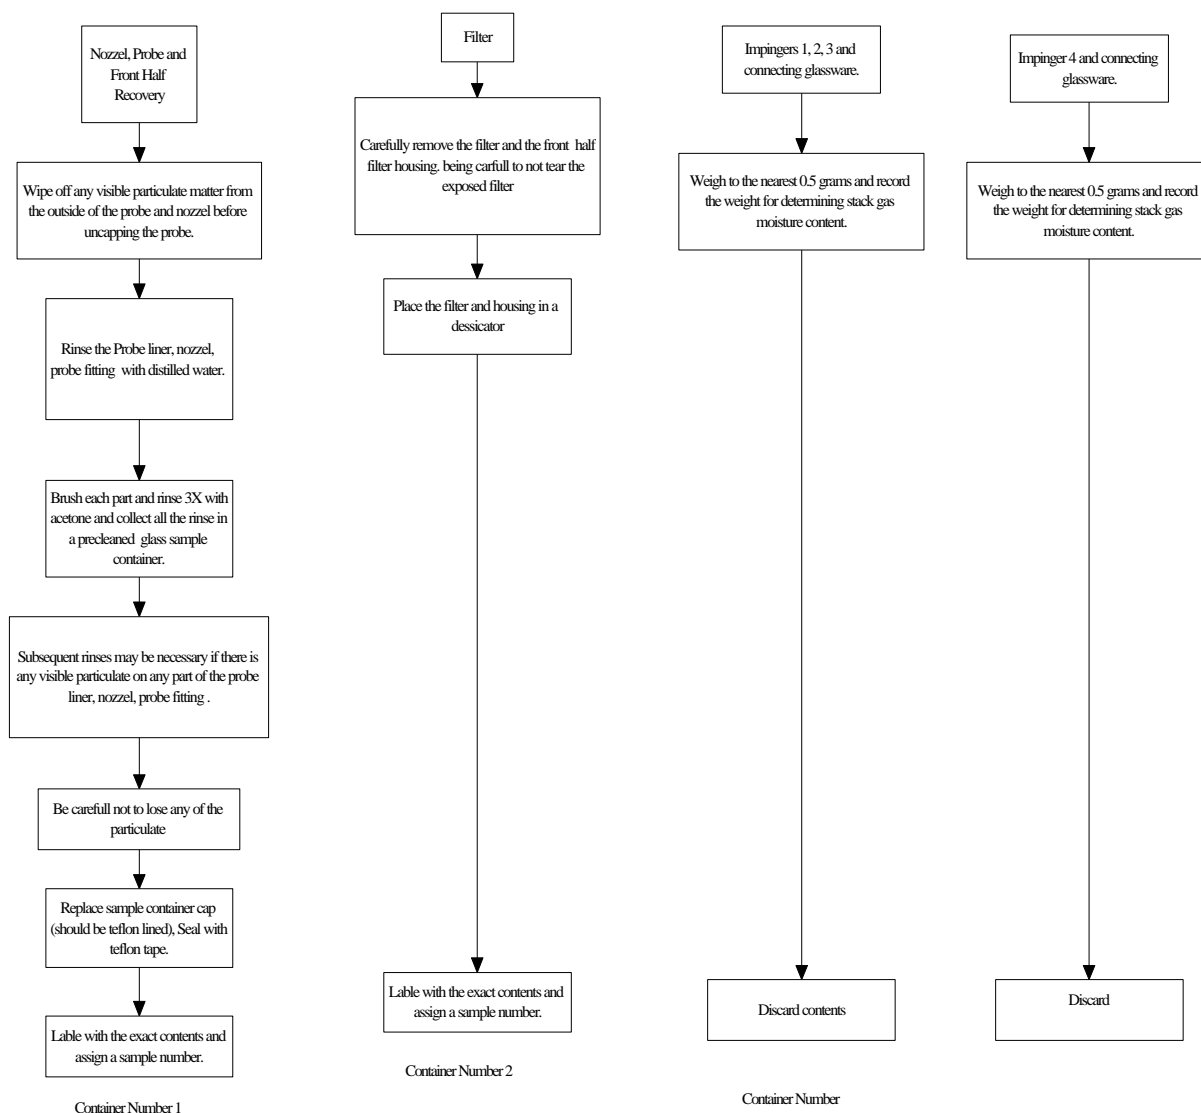 Nozzel, Probe and
Front Half
Recovery
Wipe off any visible particulate matter from
the outside of the probe and nozzel before
uncapping the probe.
Rinse the Probe liner, nozzel,
probe fitting with distilled water.
Brush each part and rinse 3X with
acetone and collect all the rinse in
a precleaned glass sample
container.
Subsequent rinses may be necessary if there is
any visible particulate on any part of the probe
liner, nozzel, probe fitting .
Be carefull not to lose any of the
particulate
Replace sample container cap
(should be teflon lined), Seal with
teflon tape.
Lable with the exact contents and
assign a sample number.
Container Number 1
Filter
Carefully remove the filter and the front half
filter housing. being carfull to not tear the
exposed filter
Place the filter and housing in a
dessicator
Lable with the exact contents and
assign a sample number.
Container Number 2
Impingers 1, 2, 3 and
connecting glassware.
Weigh to the nearest 0.5 grams and record
the weight for determining stack gas
moisture content.
Discard contents
Container Number
Impinger 4 and connecting
glassware.
Weigh to the nearest 0.5 grams and record
the weight for determining stack gas
moisture content.
Discard